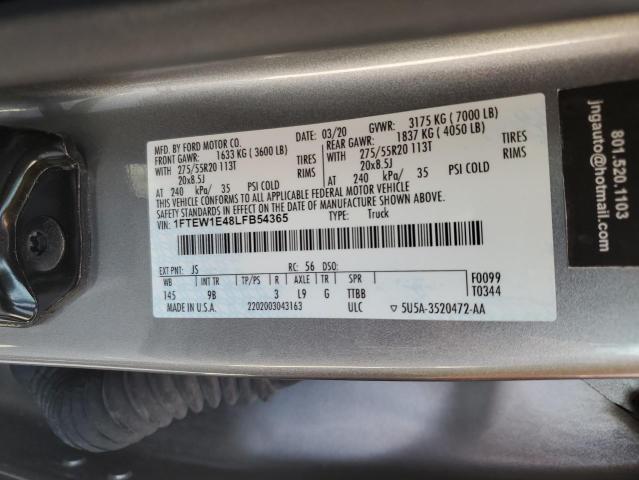 MFD. BY FORD MOTOR CO.
03/20
GVWR: 3175 KG ( 7000 LB)
FRONT GAWR: 1633 KG ( 3600 LB)
REAR GAWR: 1837 KG ( 4050 LB)
WITH 275/55R20 113T TIRES
20x8.5J RIMS
AT 240 kPa/ 35 PSI COLD
WITH 275/55R20 113T TIRES
20x8.5J RIMS
AT 240 kPa/ 35 PSI COLD
THIS VEHICLE CONFORMS TO ALL APPLICABLE FEDERAL MOTOR VEHICLE
SAFETY AND THEFT PREVENTION STANDARDS IN EFFECT ON THE DATE OF MANUFACTURE SHOWN ABOVE.
VIN: 1FTEW1E48LFB54365
TYPE: Truck
EXT PNT: JS RC: 56 DSO:
WB INT TR TP/PS R AXLE TR SPR
145 9B 3 L9 G TTBB
F0099
T0344
MADE IN U.S.A. 2202003043163 ULC 5U5A-3520472-AA
801.520.1103
jngauto@hotmail.com